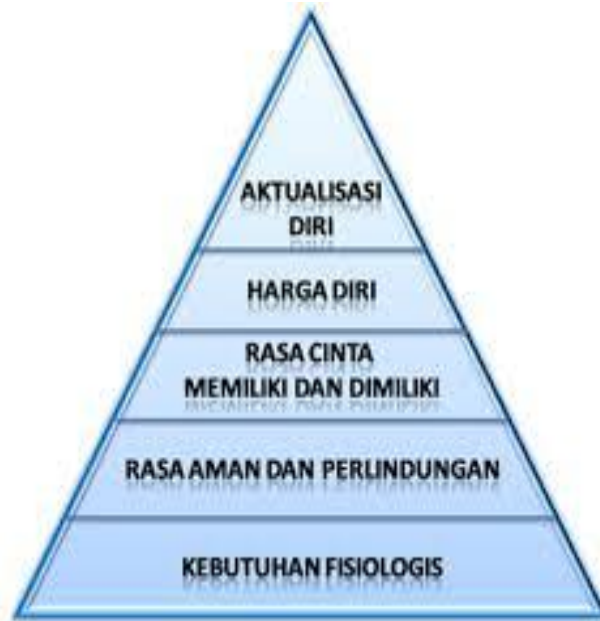 AKTUALISASI
DIRI
HARGA DIRI
RASA CINTA
MEMILIKI DAN DIMILIKI
RASA AMAN DAN PERLINDUNGAN
KEBUTUHAN FISIOLOGIS